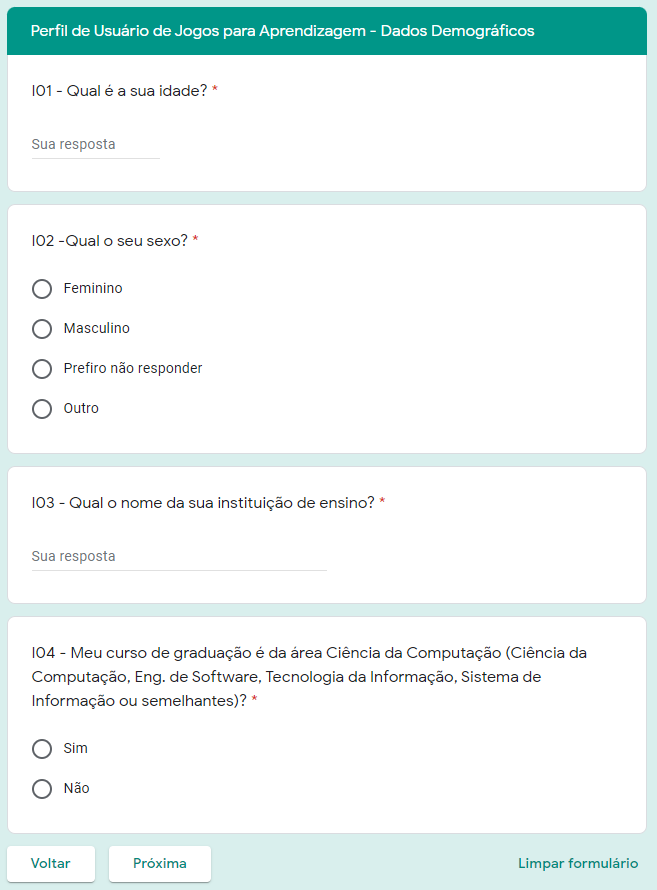 Perfil de Usuário de Jogos para Aprendizagem - Dados Demográficos
I01 - Qual é a sua idade? *
Sua resposta
I02 -Qual o seu sexo? *
Feminino
Masculino
Prefiro não responder
Outro
I03 - Qual o nome da sua instituição de ensino? *
Sua resposta
I04 - Meu curso de graduação é da área Ciência da Computação (Ciência da
Computação, Eng. de Software, Tecnologia da Informação, Sistema de
Informação ou semelhantes)? *
Sim
Não
Voltar Próxima Limpar formulário